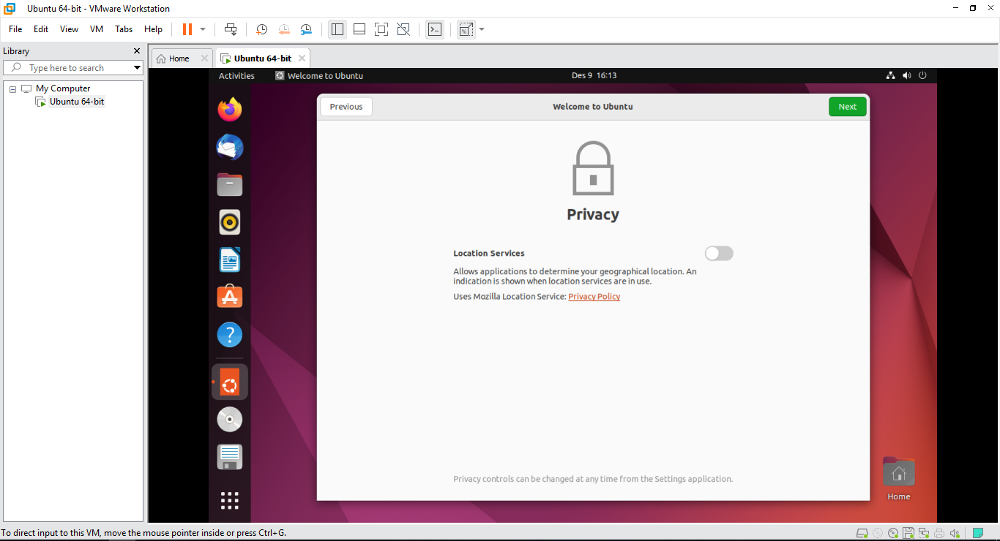 Ubuntu 64-bit - VMware Workstation
File Edit View VM Tabs Help
Library
Type here to search
My Computer
Ubuntu 64-bit
Home
Ubuntu 64-bit
Activities
Welcome to Ubuntu
Des 9 16:13
Previous
Welcome to Ubuntu
Next
Privacy
Location Services
Allows applications to determine your geographical location. An
indication is shown when location services are in use.
Uses Mozilla Location Service: Privacy Policy
Privacy controls can be changed at any time from the Settings application.
Home
To direct input to this VM, move the mouse pointer inside or press Ctrl+G.